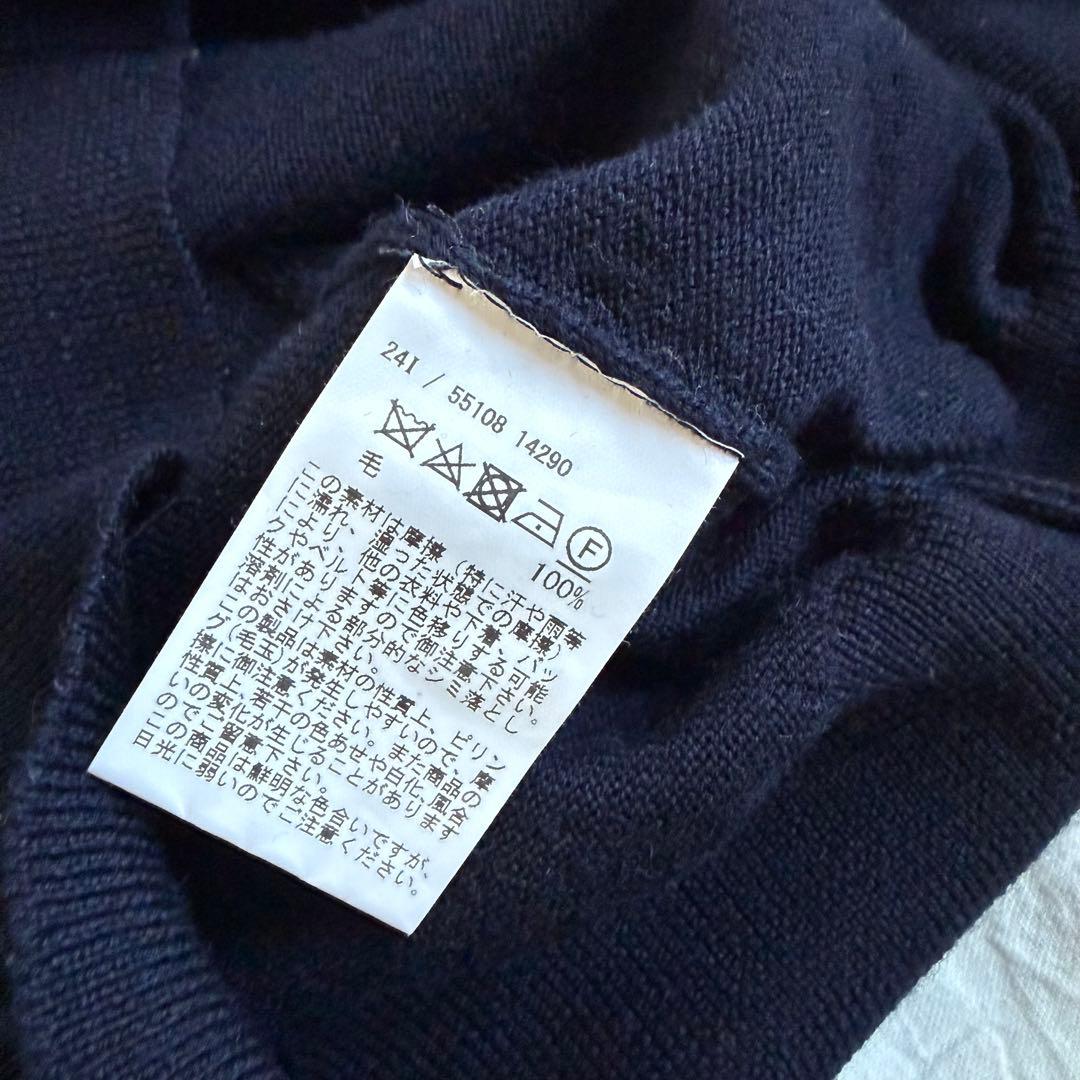 24I / 55108 14290
F
毛 100%
この素材は摩擦(特に汗や雨等
に濡れ、湿った状態での摩擦)
により、他の衣料や下着、バッ
クやベルト等に色移りする可能
性がありますので御注意下さい。
溶剤による部分的なシミ落とし
はおさけ下さい。
この製品は素材の性質上、ピリン
グ(毛玉)が発生しやすいので、摩
擦に御注意ください。また商品の
性質上、若干の色あせや白化、風合
いの変化が生じることがあります
のでご留意下さい。
この商品は鮮明な色合いですが、
日光に弱いのでご注意ください。